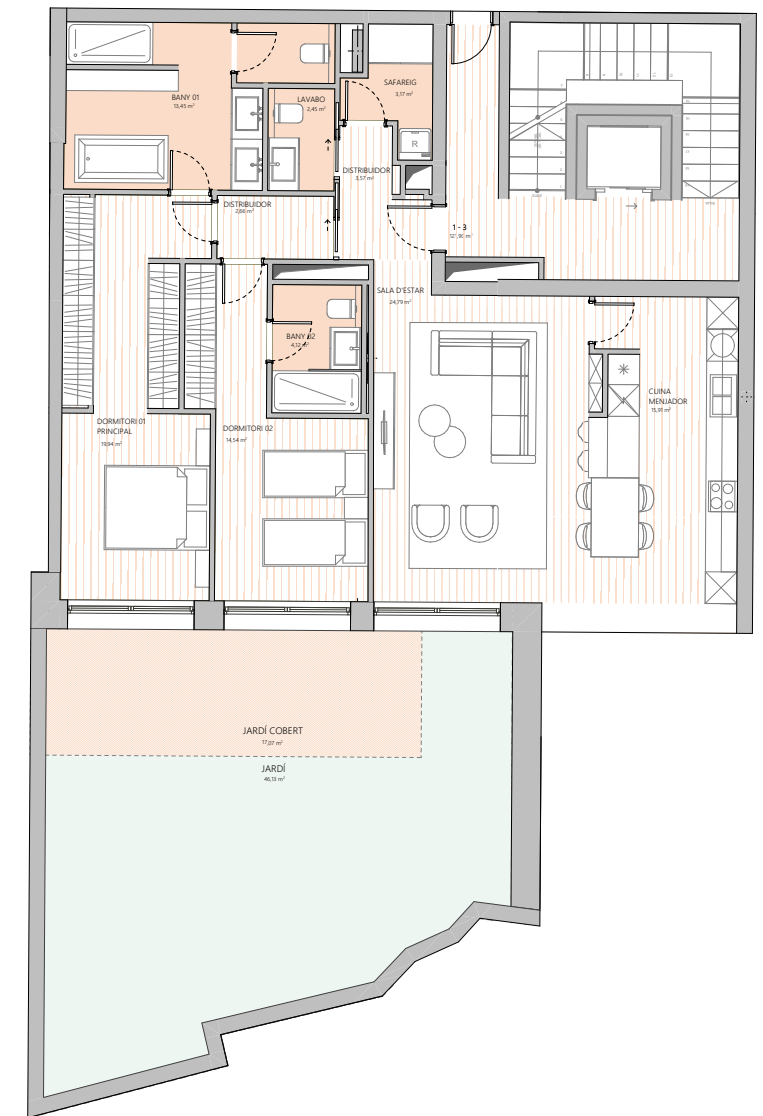 SAFAREIG
3,17 m²
BANY 01
13,45 m²
LAVABO
2,45 m²
R
DISTRIBUIDOR
3,57 m²
DISTRIBUIDOR
2,66 m²
1 - 3
SALA D'ESTAR
24,79 m²
BANY 02
4,12 m²
CUINA
MENJADOR
15,91 m²
DORMITORI 01
PRINCIPAL
19,94 m²
DORMITORI 02
14,54 m²
JARDÍ COBERT
17,07 m²
JARDÍ
46,13 m²